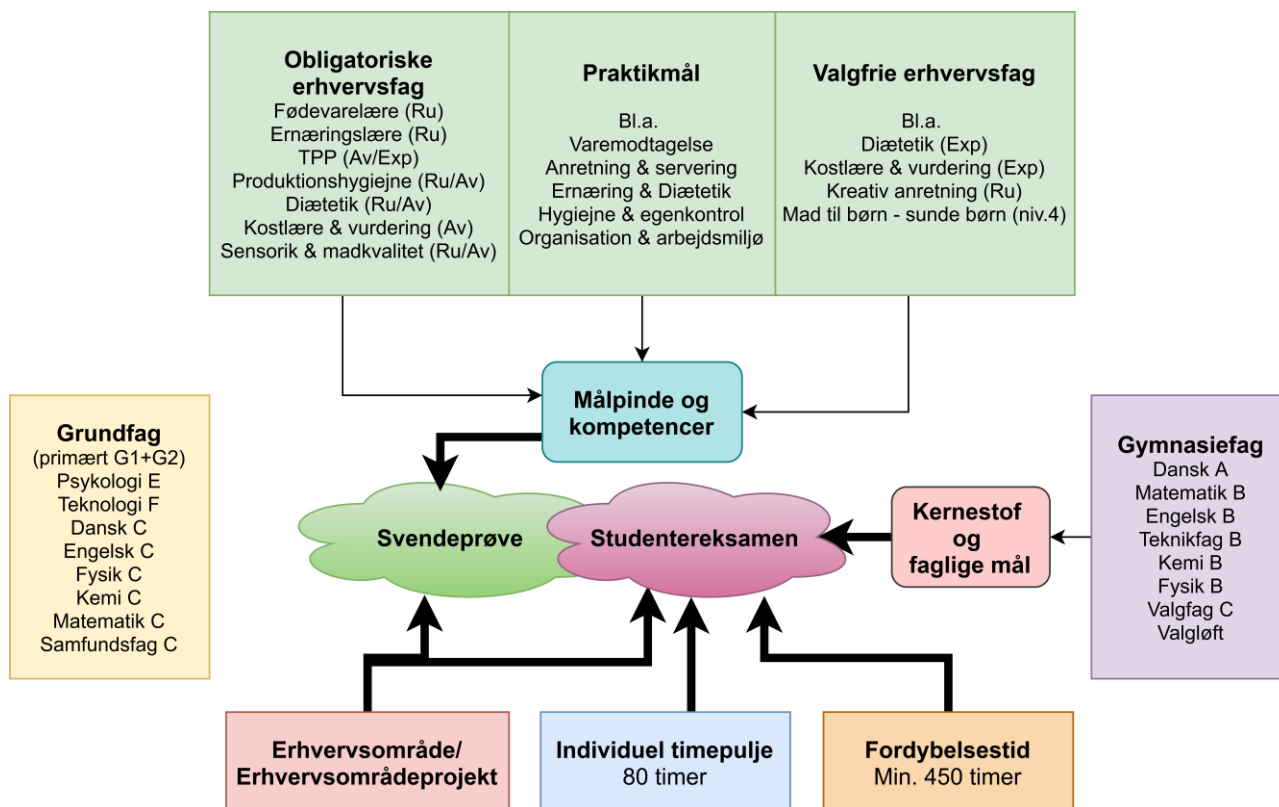 Obligatoriske
erhvervsfag
Fødevarelære (Ru)
Ernæringslære (Ru)
TPP (Av/Exp)
Produktionshygiejne (Ru/Av)
Diætetik (Ru/Av)
Kostlære & vurdering (Av)
Sensorik & madkvalitet (Ru/Av)
Praktikmål
Bl.a.
Varemodtagelse
Anretning & servering
Ernæring & Diætetik
Hygiejne & egenkontrol
Organisation & arbejdsmiljø
Valgfrie erhvervsfag
Bl.a.
Diætetik (Exp)
Kostlære & vurdering (Exp)
Kreativ anretning (Ru)
Mad til børn - sunde børn (niv.4)
Målpinde og
kompetencer
Grundfag
(primært G1+G2)
Psykologi E
Teknologi F
Dansk C
Engelsk C
Fysik C
Kemi C
Matematik C
Samfundsfag C
Svendeprøve
Studentereksamen
Kernestof
og
faglige mål
Gymnasiefag
Dansk A
Matematik B
Engelsk B
Teknikfag B
Kemi B
Fysik B
Valgfag C
Valgløft
Erhvervsområde/
Erhvervsområdeprojekt
Individuel timepulje
80 timer
Fordybelsestid
Min. 450 timer